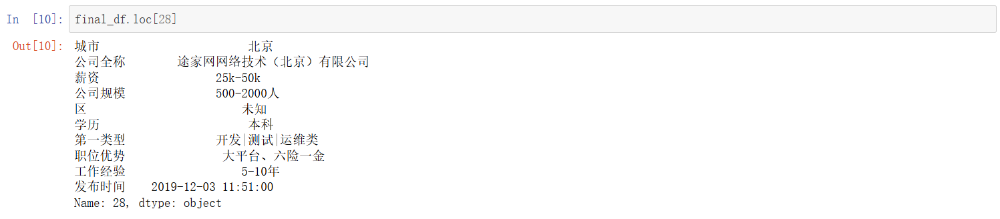 In [10]: final_df.loc[28]
Out[10]: 城市 北京
公司全称 途家网网络技术（北京）有限公司
薪资 25k-50k
公司规模 500-2000人
区 未知
学历 本科
第一类型 开发|测试|运维类
职位优势 大平台、六险一金
工作经验 5-10年
发布时间 2019-12-03 11:51:00
Name: 28, dtype: object